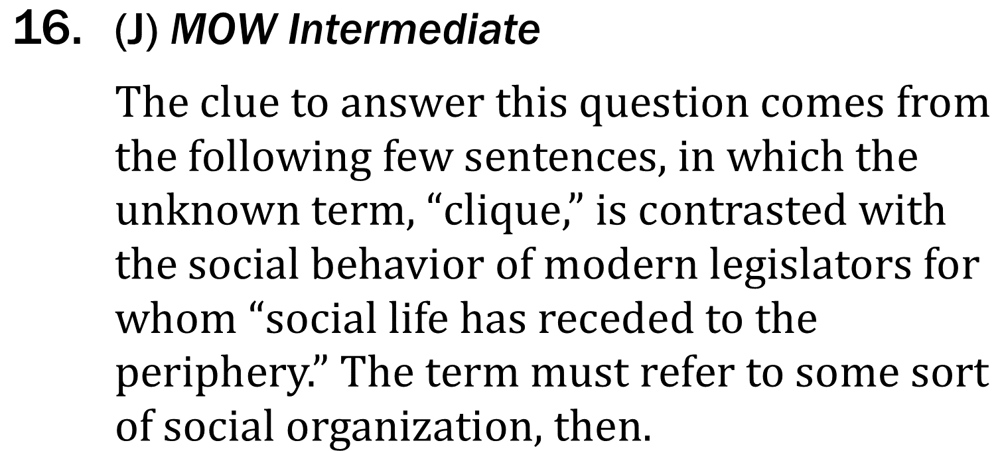 16. (J) MOW Intermediate
The clue to answer this question comes from
the following few sentences, in which the
unknown term, “clique,” is contrasted with
the social behavior of modern legislators for
whom “social life has receded to the
periphery.” The term must refer to some sort
of social organization, then.